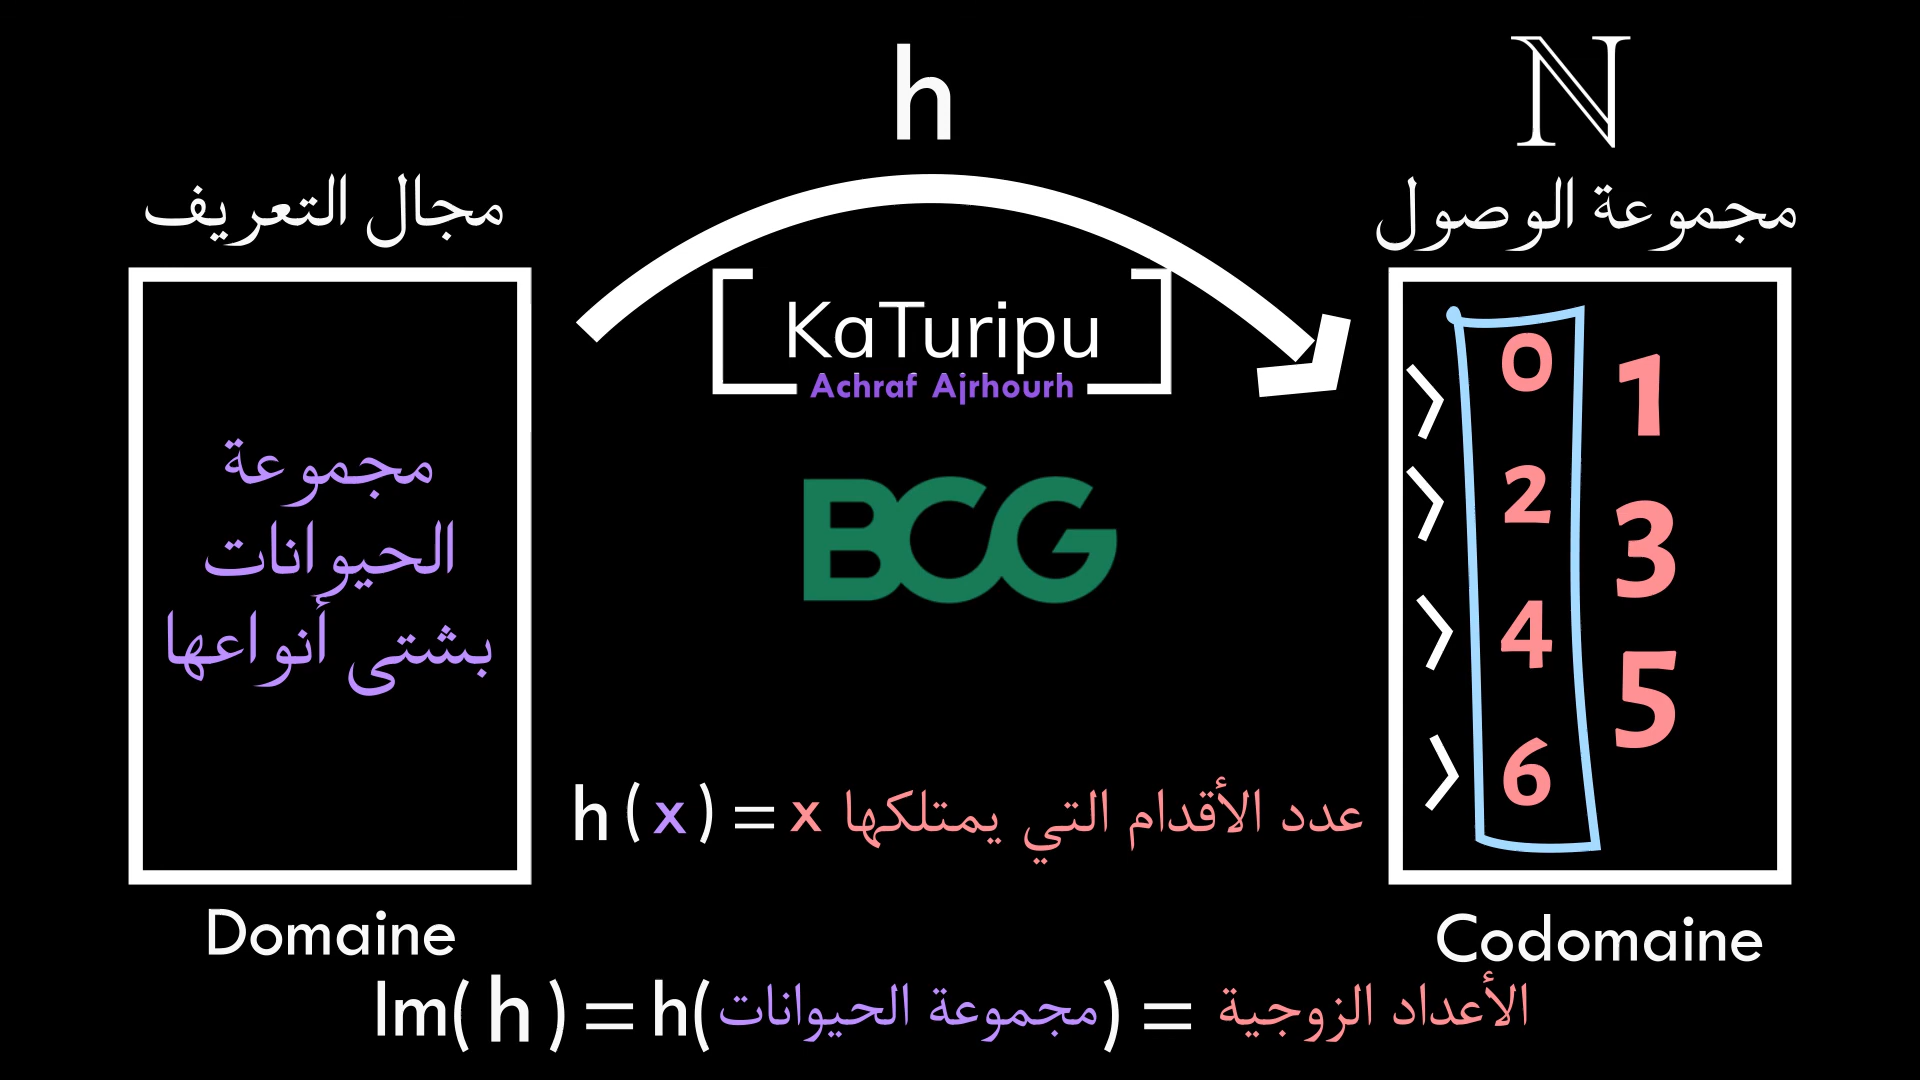 h
ℕ
مجال التعريف
مجموعة الوصول
KaTuripu
Achraf Ajrhourh
BCG
مجموعة
الحيوانات
بشتى أنواعها
0
1
2
3
4
5
6
h(x) = x عدد الأقدام التي يمتلكها
Domaine
Codomaine
Im(h) = h(مجموعة الحيوانات) = الأعداد الزوجية